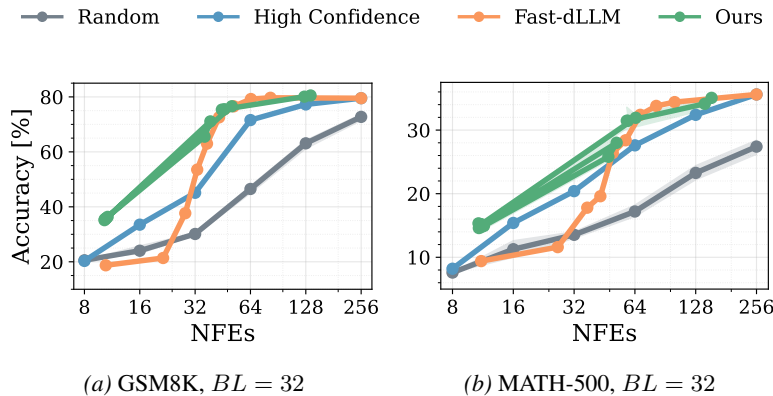 Random High Confidence Fast-dLLM Ours
Accuracy [%]
80
60
40
20
8 16 32 64 128 256
NFEs
30
20
10
8 16 32 64 128 256
NFEs
(a) GSM8K, BL = 32
(b) MATH-500, BL = 32